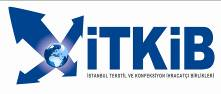 iTKiB
İSTANBUL TEKSTİL VE KONFEKSİYON İHRACATÇI BİRLİKLERİ